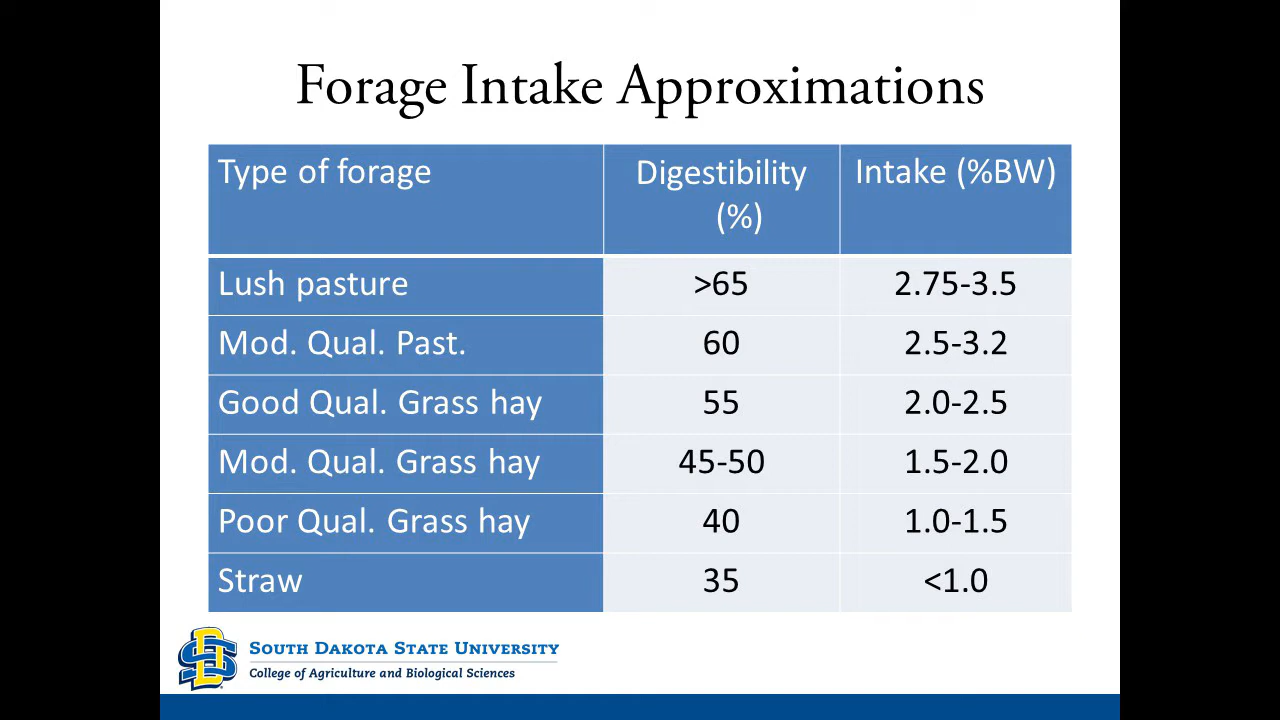 Forage Intake Approximations
Type of forage
Digestibility
(%)
Intake (%BW)
Lush pasture
>65
2.75-3.5
Mod. Qual. Past.
60
2.5-3.2
Good Qual. Grass hay
55
2.0-2.5
Mod. Qual. Grass hay
45-50
1.5-2.0
Poor Qual. Grass hay
40
1.0-1.5
Straw
35
<1.0
SOUTH DAKOTA STATE UNIVERSITY
College of Agriculture and Biological Sciences